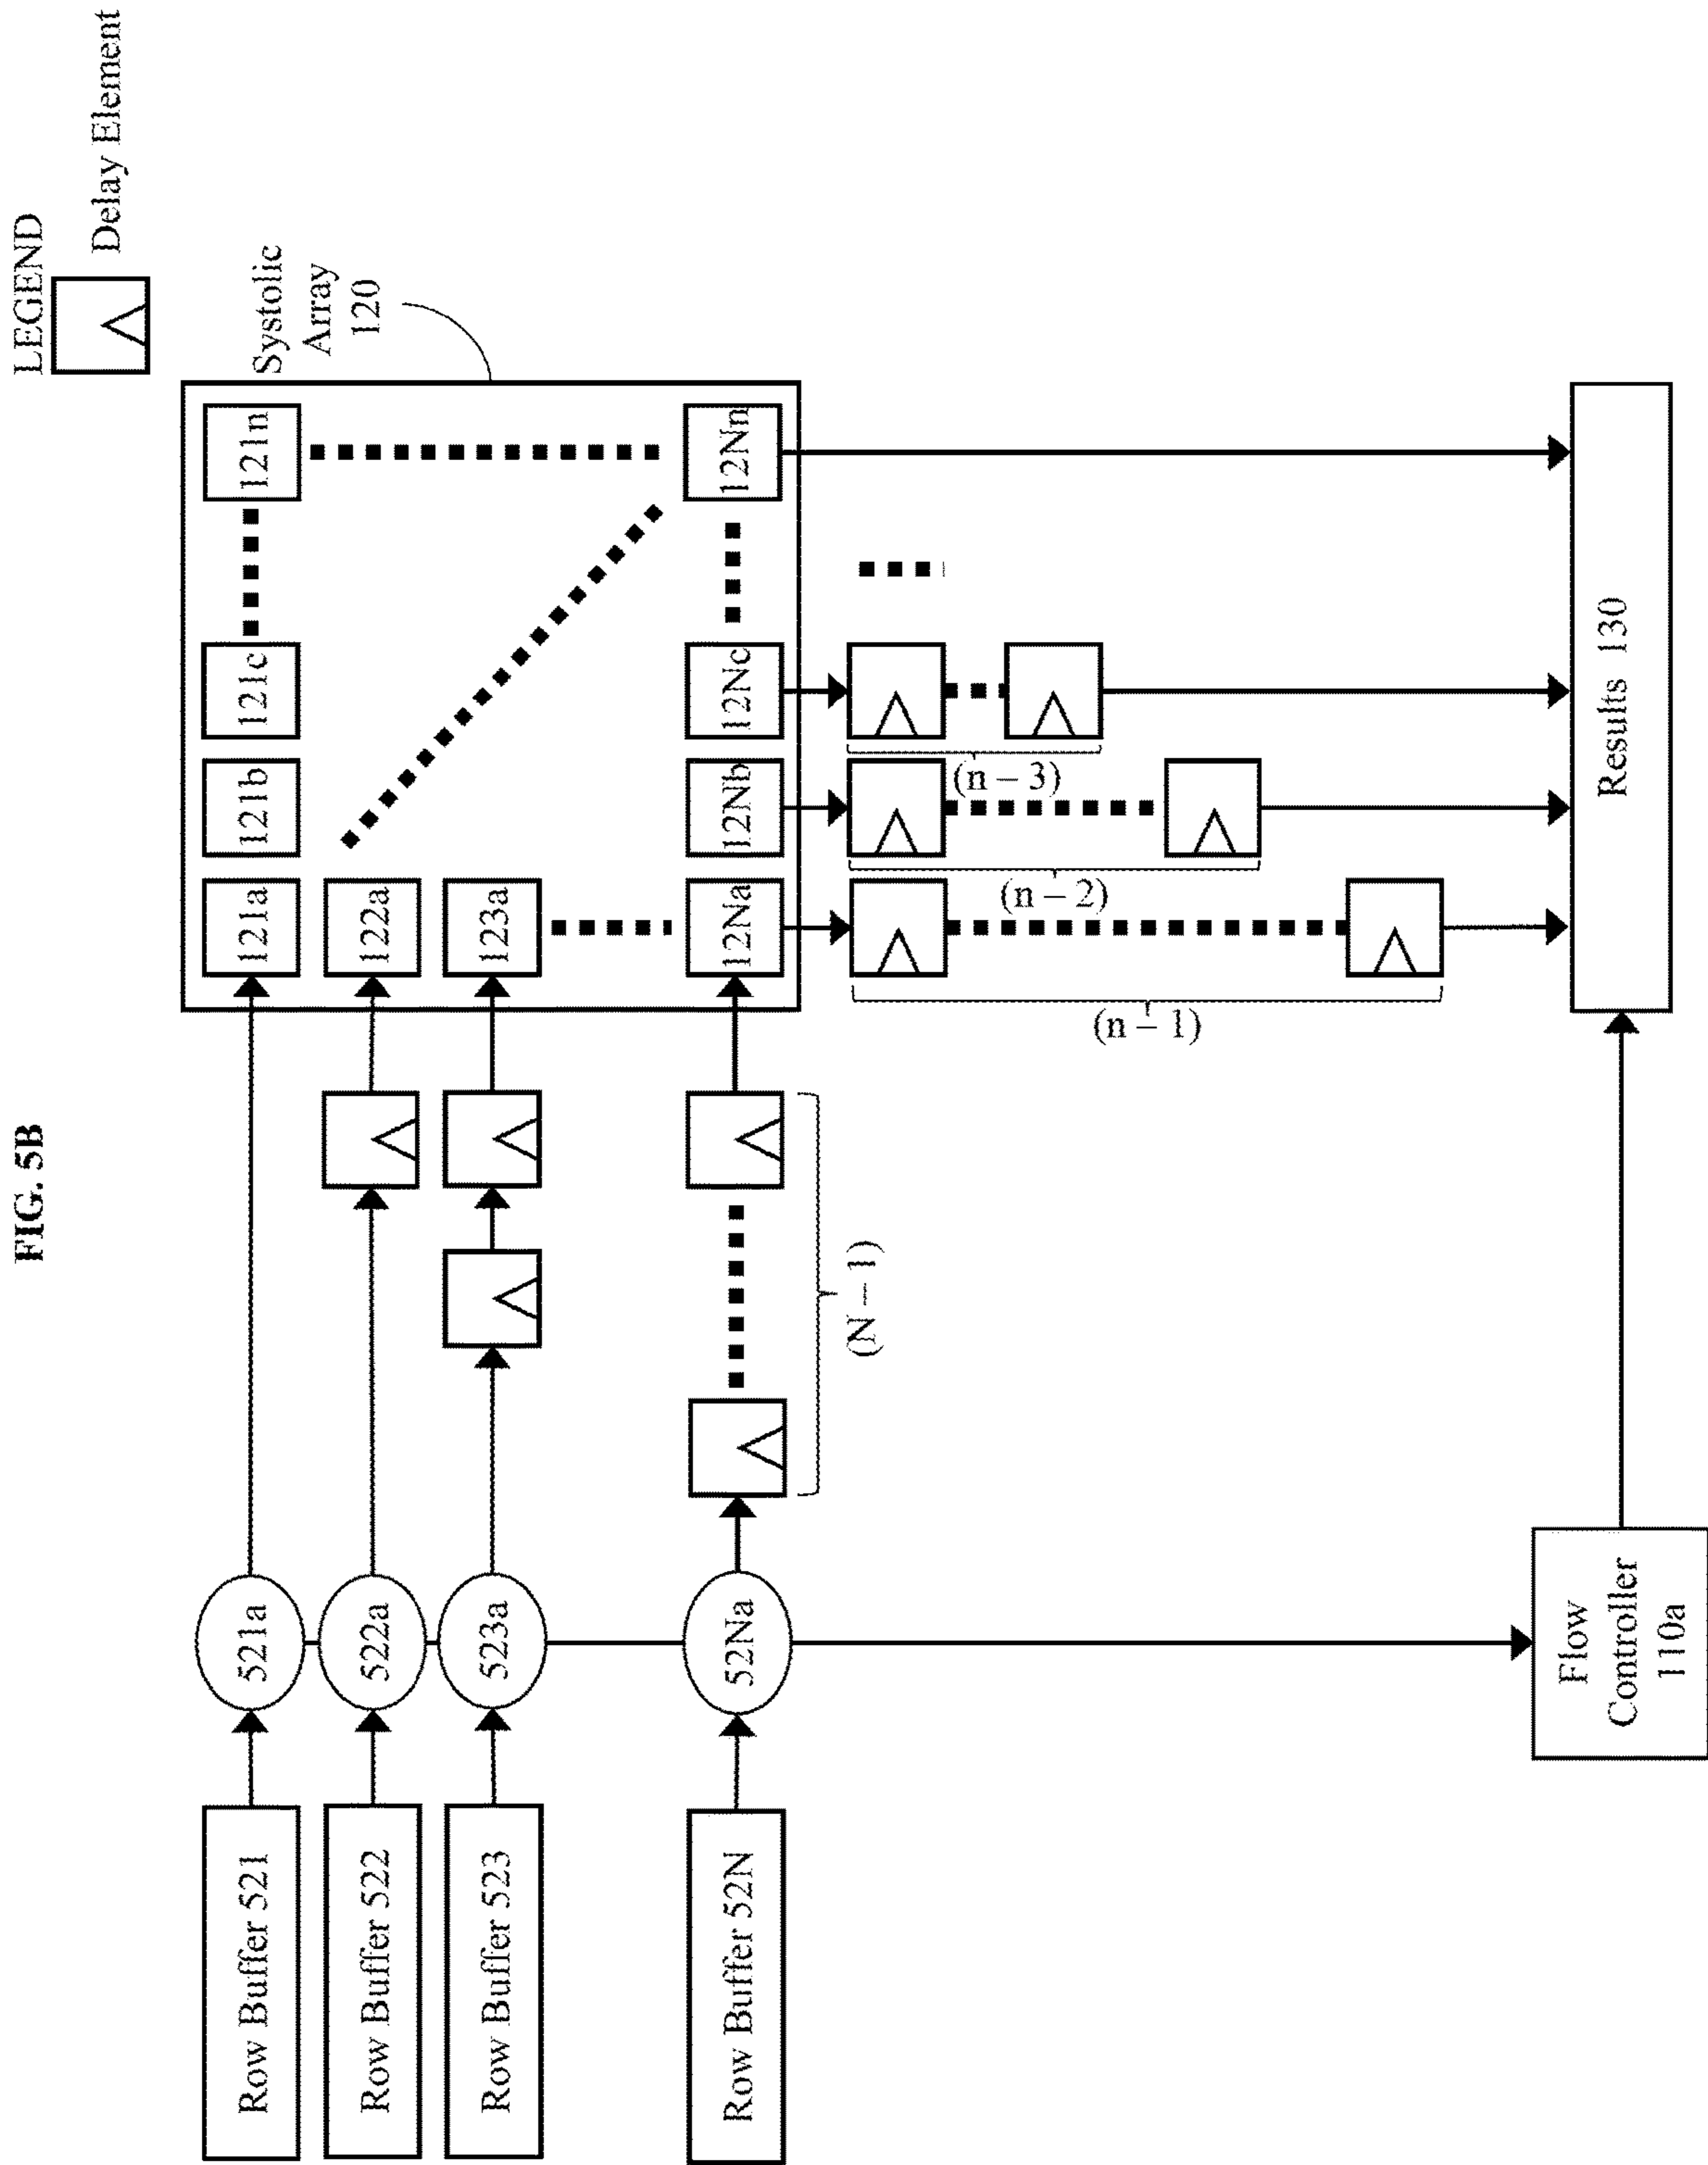 FIG. 5B
LEGEND
Delay Element
Systolic
Array
120
Row Buffer 521
521a
121a
121b
121c
121n
Row Buffer 522
522a
122a
Row Buffer 523
523a
123a
Row Buffer 52N
52Na
12Na
12Nb
12Nc
12Nn
(N – 1)
(n – 1)
(n – 2)
(n – 3)
Flow
Controller
110a
Results 130